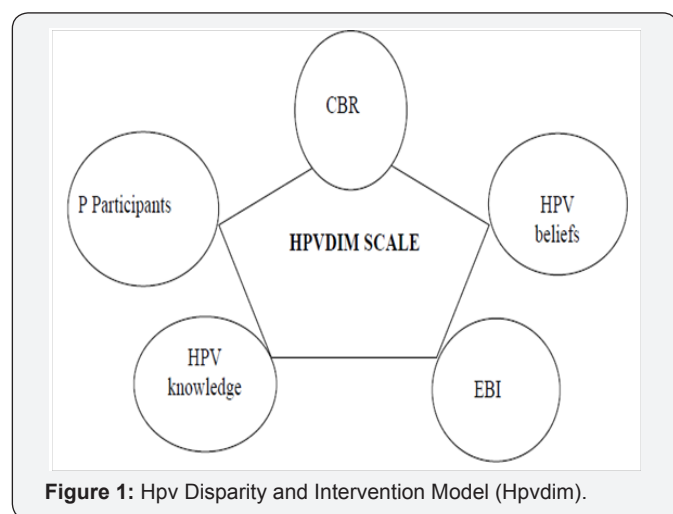 CBR
P Participants
HPV
beliefs
HPVDIM SCALE
HPV
knowledge
EBI
Figure 1: Hpv Disparity and Intervention Model (Hpvdim).